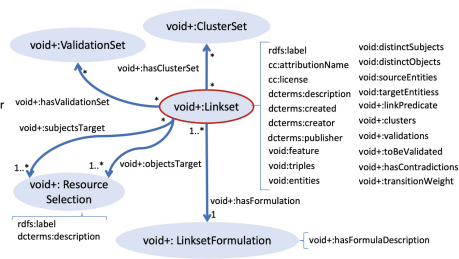 void+:ClusterSet
void+:ValidationSet
*
*
void+:hasClusterSet
*
*
r void+:hasValidationSet
void+:Linkset
void+:subjectsTarget
*
1..*
1..*
1..*
void+:objectsTarget
void+: Resource
Selection
void+:hasFormulation
1
rdfs:label
dcterms:description
void+: LinksetFormulation
void+:hasFormulaDescription
rdfs:label
cc:attributionName
cc:license
dcterms:description
dcterms:created
dcterms:creator
dcterms:publisher
void:feature
void:triples
void:entities
void:distinctSubjects
void:distinctObjects
void:sourceEntities
void:targetEntitiess
void+:linkPredicate
void+:clusters
void+:validations
void+:toBeValidated
void+:hasContradictions
void+:transitionWeight